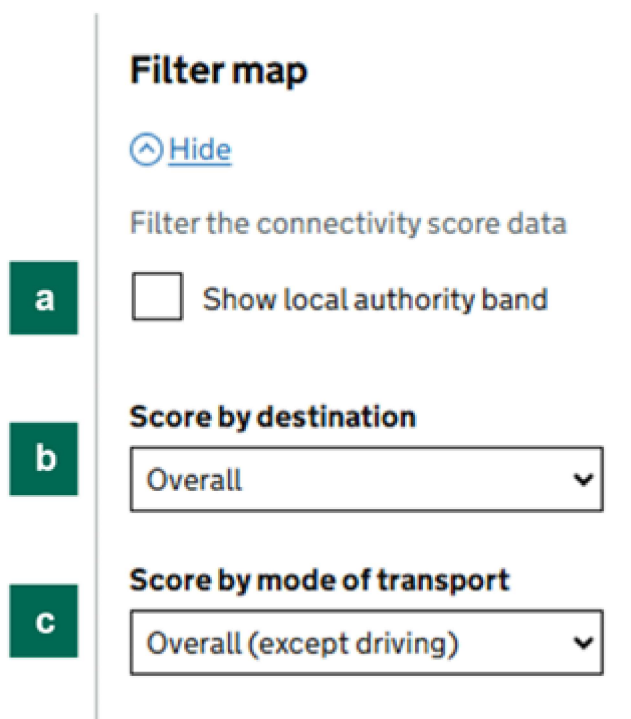 Filter map
Hide
Filter the connectivity score data
a
Show local authority band
Score by destination
b
Overall
Score by mode of transport
c
Overall (except driving)